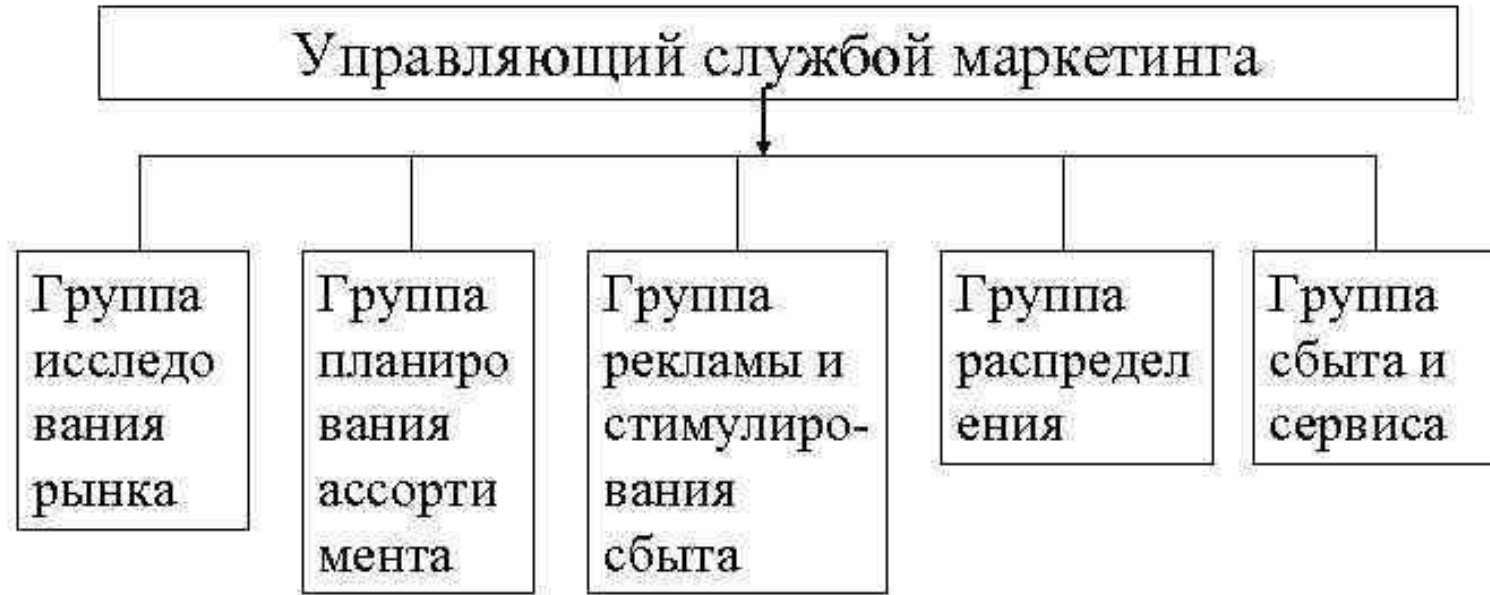 Управляющий службой маркетинга
Группа
исследо
вания
рынка
Группа
планиро
вания
ассорти
мента
Группа
рекламы и
стимулиро-
вания
сбыта
Группа
распредел
ения
Группа
сбыта и
сервиса